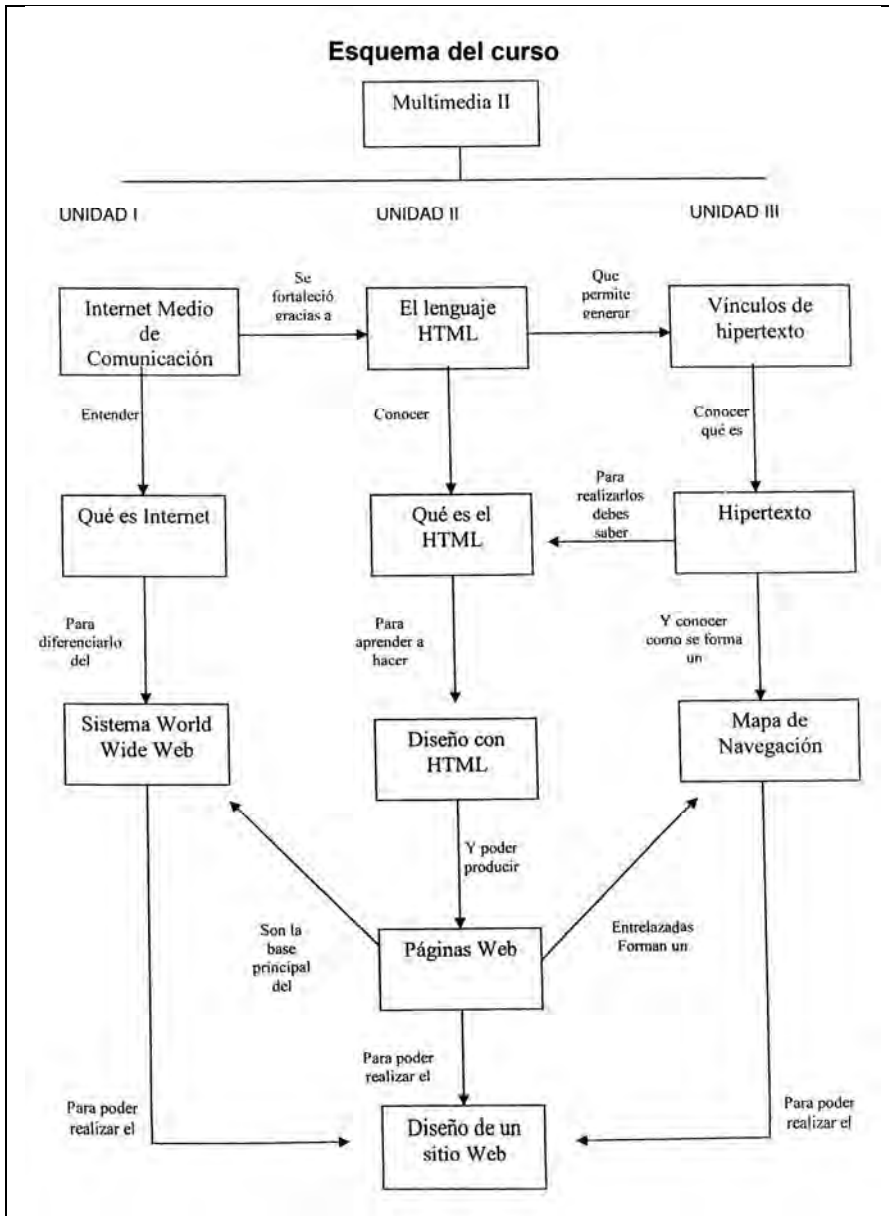 Esquema del curso
Multimedia II
UNIDAD I
UNIDAD II
UNIDAD III
Internet Medio
de
Comunicación
Se
fortaleció
gracias a
El lenguaje
HTML
Que
permite
generar
Vínculos de
hipertexto
Entender
Conocer
Conocer
qué es
Qué es Internet
Qué es el
HTML
Para
realizarlos
debes
saber
Hipertexto
Para
diferenciarlo
del
Para
aprender a
hacer
Y conocer
como se forma
un
Sistema World
Wide Web
Diseño con
HTML
Mapa de
Navegación
Y poder
producir
Son la
base
principal
del
Páginas Web
Entrelazadas
Forman un
Para poder
realizar el
Para poder
realizar el
Diseño de un
sitio Web
Para poder
realizar el